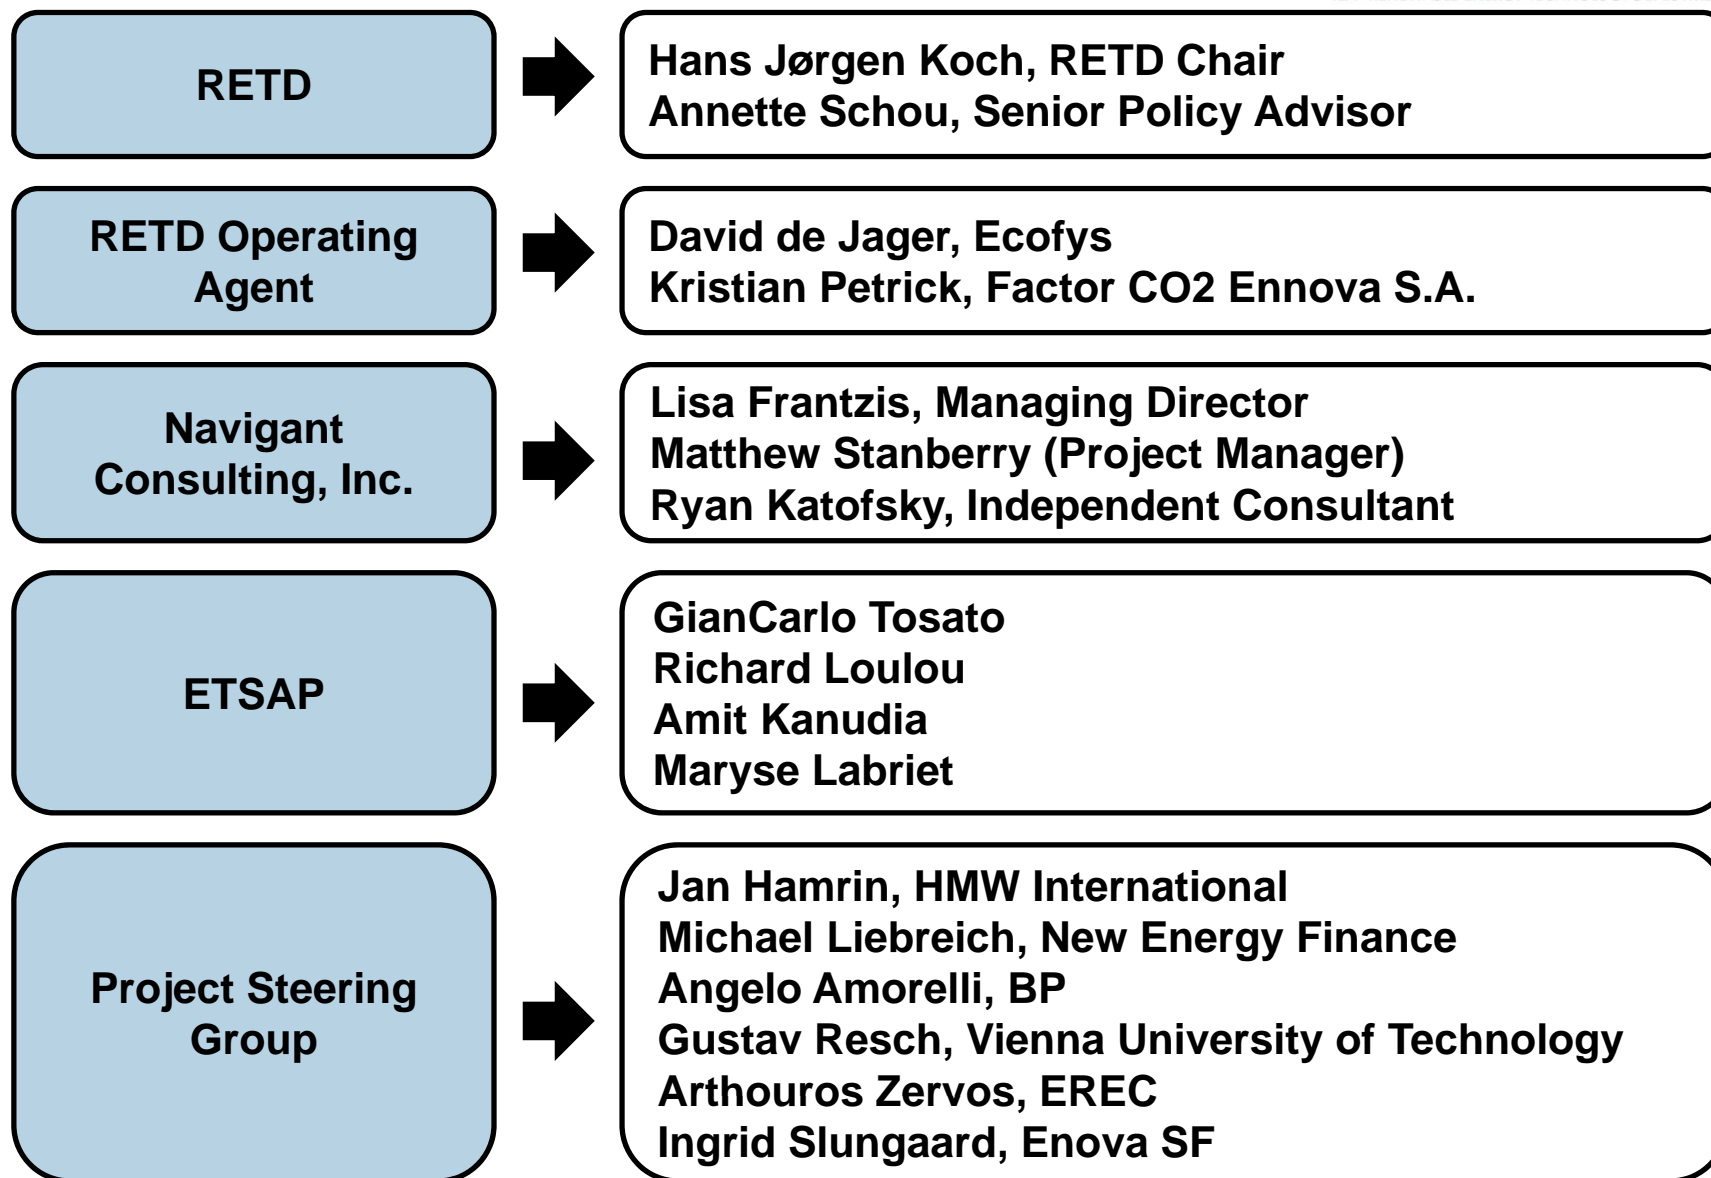 RETD
Hans Jørgen Koch, RETD Chair
Annette Schou, Senior Policy Advisor
RETD Operating
Agent
David de Jager, Ecofys
Kristian Petrick, Factor CO2 Ennova S.A.
Navigant
Consulting, Inc.
Lisa Frantzis, Managing Director
Matthew Stanberry (Project Manager)
Ryan Katofsky, Independent Consultant
ETSAP
GianCarlo Tosato
Richard Loulou
Amit Kanudia
Maryse Labriet
Project Steering
Group
Jan Hamrin, HMW International
Michael Liebreich, New Energy Finance
Angelo Amorelli, BP
Gustav Resch, Vienna University of Technology
Arthouros Zervos, EREC
Ingrid Slungaard, Enova SF